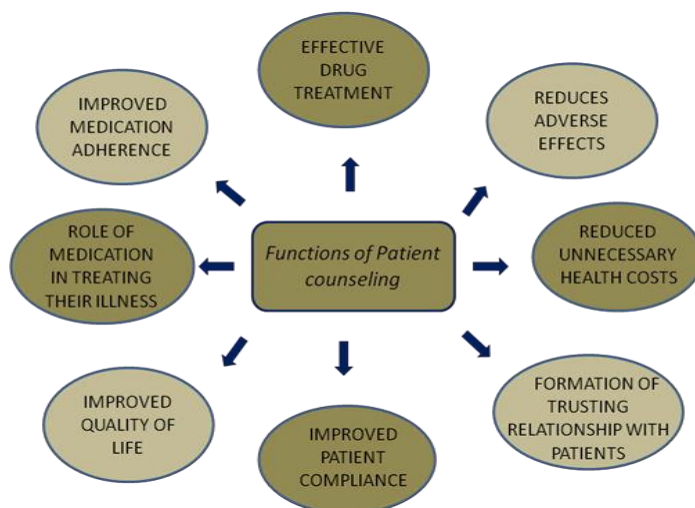 EFFECTIVE
DRUG
TREATMENT
IMPROVED
MEDICATION
ADHERENCE
REDUCES
ADVERSE
EFFECTS
ROLE OF
MEDICATION
IN TREATING
THEIR ILLNESS
Functions of Patient
counseling
REDUCED
UNNECESSARY
HEALTH COSTS
IMPROVED
QUALITY OF
LIFE
IMPROVED
PATIENT
COMPLIANCE
FORMATION OF
TRUSTING
RELATIONSHIP WITH
PATIENTS